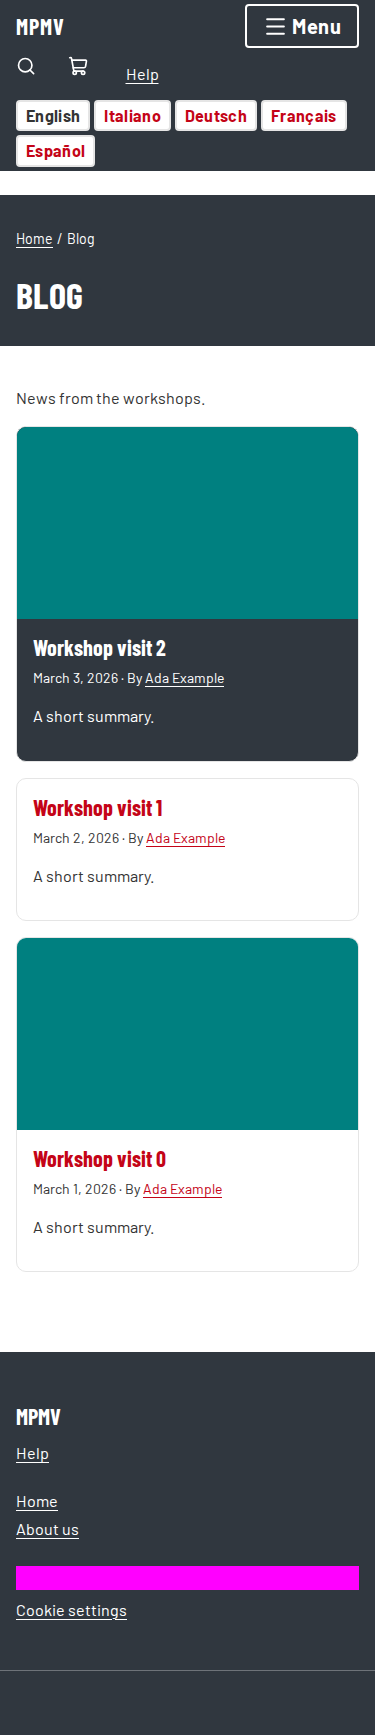 MPMV
Menu
Help
English Italiano Deutsch Français
Español
Home / Blog
BLOG
News from the workshops.
Workshop visit 2
March 3, 2026 · By Ada Example
A short summary.
Workshop visit 1
March 2, 2026 · By Ada Example
A short summary.
Workshop visit 0
March 1, 2026 · By Ada Example
A short summary.
MPMV
Help
Home
About us
Cookie settings